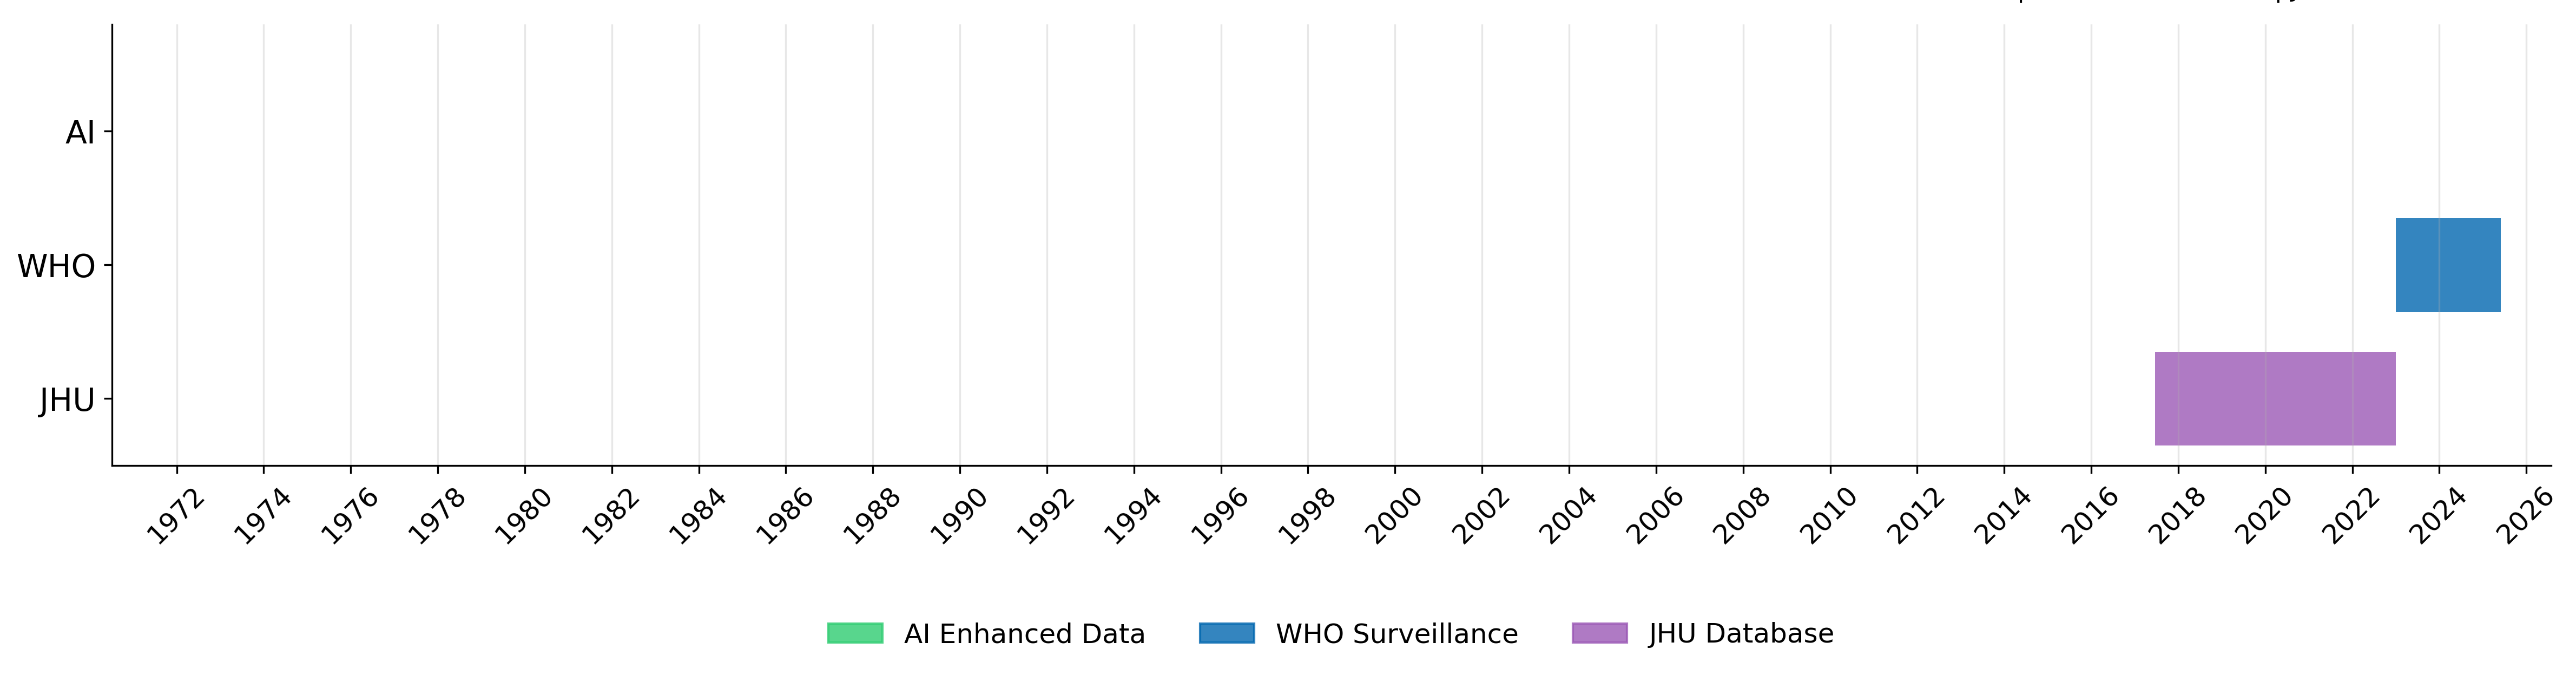 AI
WHO
JHU
1972 1974 1976 1978 1980 1982 1984 1986 1988 1990 1992 1994 1996 1998 2000 2002 2004 2006 2008 2010 2012 2014 2016 2018 2020 2022 2024 2026
AI Enhanced Data WHO Surveillance JHU Database